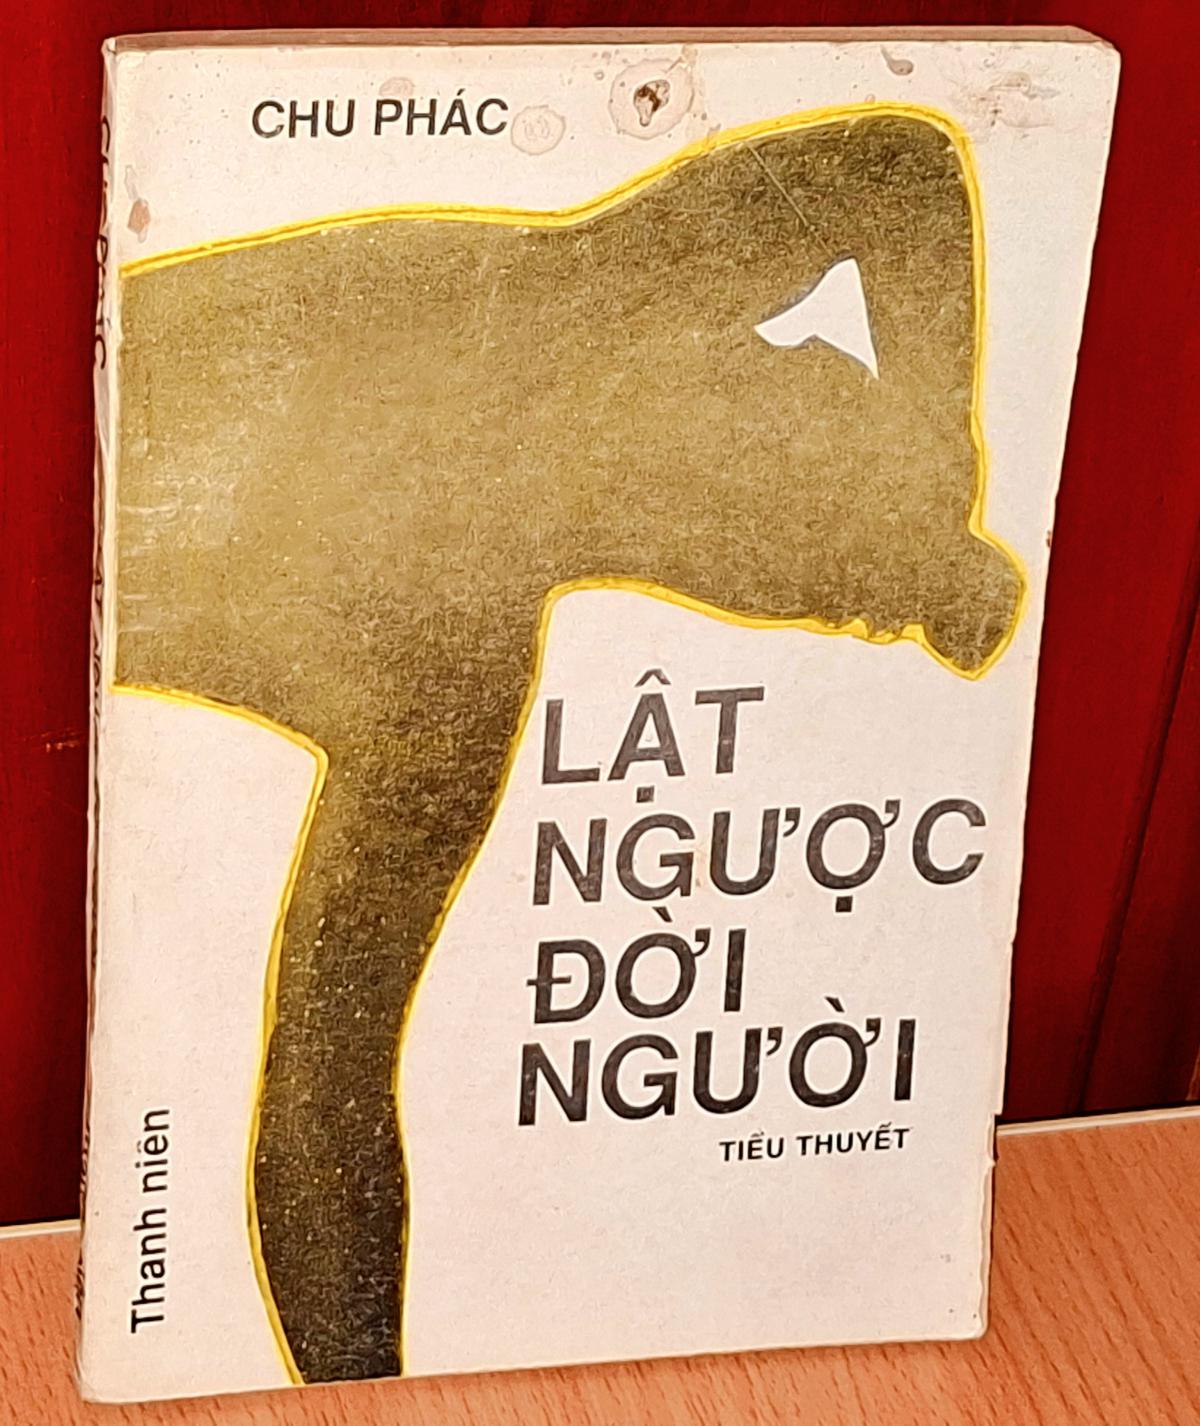 CHU PHÁC
LẬT
NGƯỢC
ĐỜI
NGƯỜI
TIỂU THUYẾT
Thanh niên